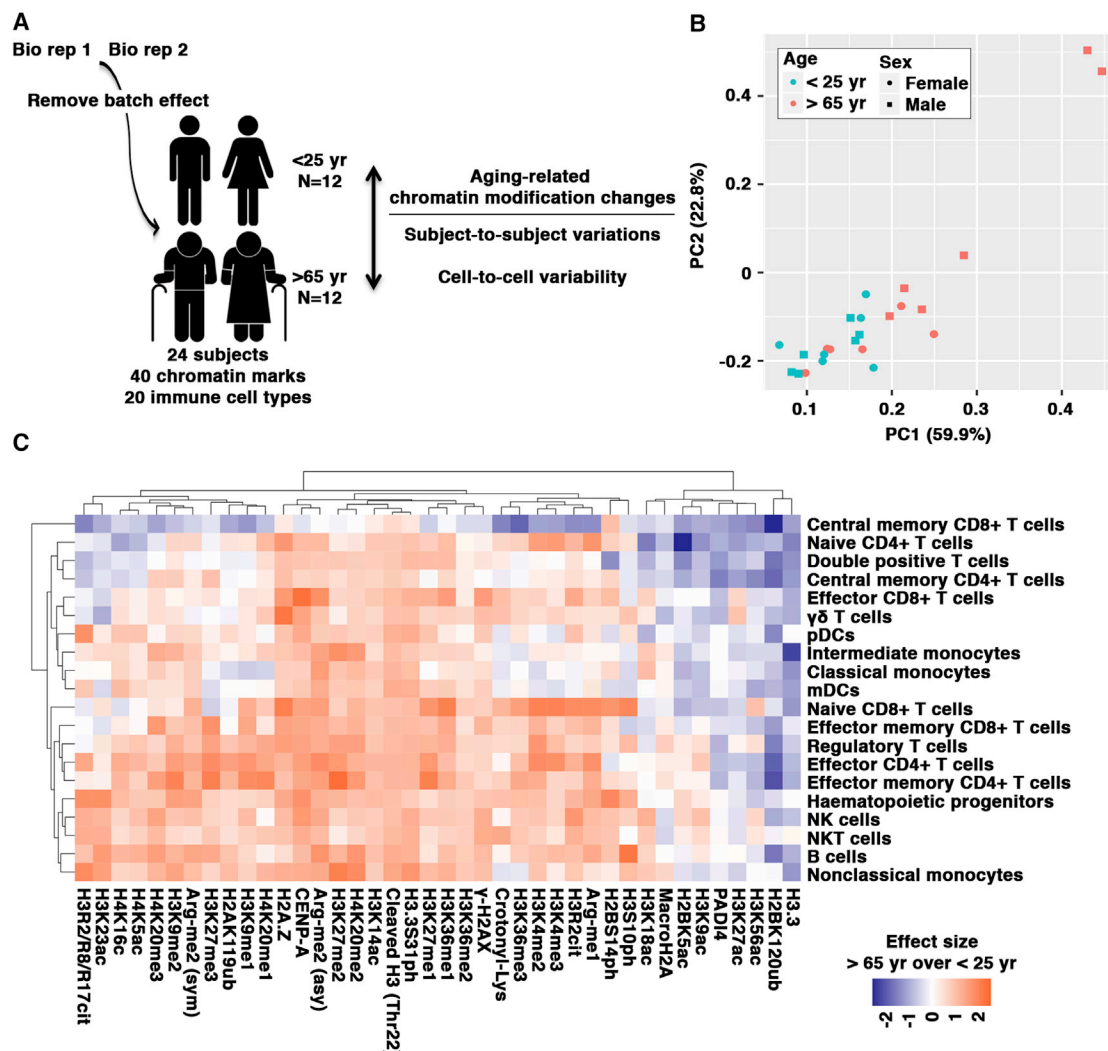 A
Bio rep 1 Bio rep 2
Remove batch effect
<25 yr
N=12
>65 yr
N=12
24 subjects
40 chromatin marks
20 immune cell types
Aging-related
chromatin modification changes
Subject-to-subject variations
Cell-to-cell variability
B
Age
< 25 yr
> 65 yr
Sex
Female
Male
PC2 (22.8%)
0.4
0.2
0
-0.2
0.1
0.2
0.3
0.4
PC1 (59.9%)
C
Central memory CD8+ T cells
Naive CD4+ T cells
Double positive T cells
Central memory CD4+ T cells
Effector CD8+ T cells
γδ T cells
pDCs
Intermediate monocytes
Classical monocytes
mDCs
Naive CD8+ T cells
Effector memory CD8+ T cells
Regulatory T cells
Effector CD4+ T cells
Effector memory CD4+ T cells
Haematopoietic progenitors
NK cells
NKT cells
B cells
Nonclassical monocytes
H3R2/R8/R17cit
H3K23ac
H4K16c
H4K5ac
H4K20me3
H3K9me2
Arg-me2 (sym)
H3K27me3
H2AK119ub
H3K9me1
H4K20me1
H2A.Z
CENP-A
Arg-me2 (asy)
H3K27me2
H4K20me2
H3K14ac
Cleaved H3 (Thr22
H3.3S31ph
H3K27me1
H3K36me1
H3K36me2
γ-H2AX
Crotonyl-Lys
H3K36me3
H3K4me2
H3K4me3
H3R2cit
Arg-me1
H2BS14ph
H3S10ph
H3K18ac
MacroH2A
H2BK5ac
H3K9ac
PADI4
H3K27ac
H3K56ac
H2BK120ub
H3.3
Effect size
> 65 yr over < 25 yr
-2
-1
0
1
2